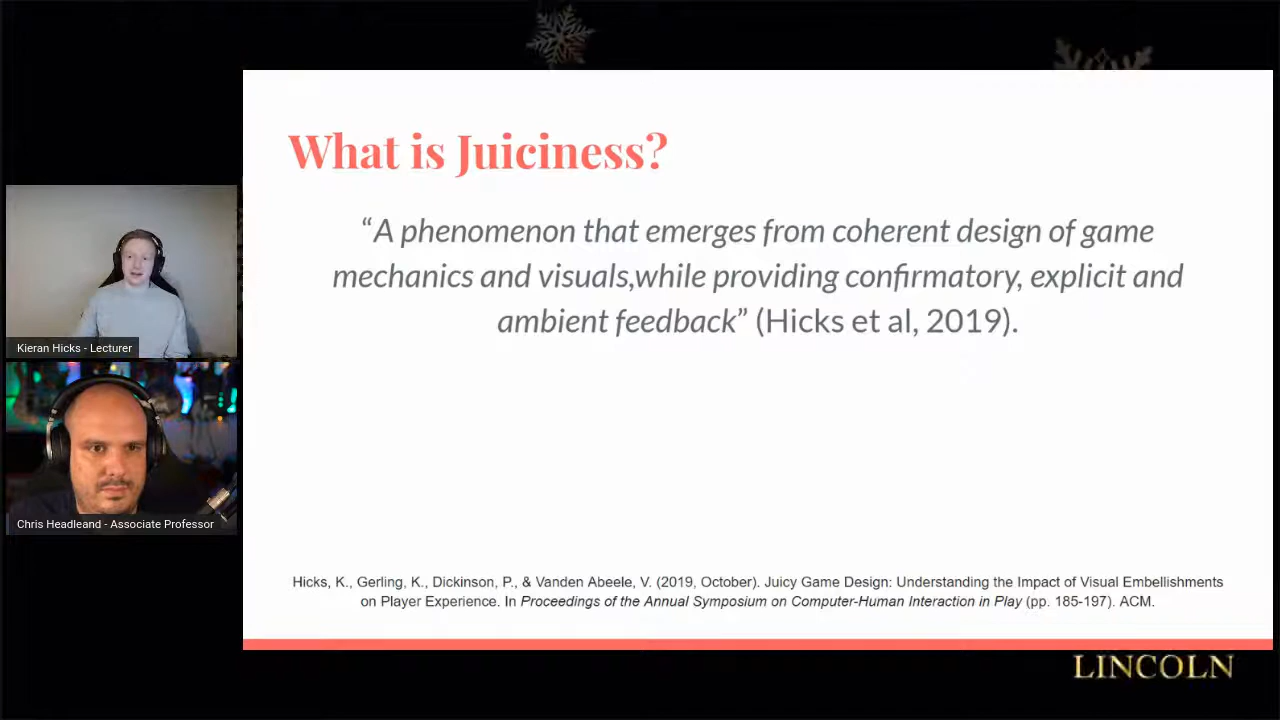 What is Juiciness?
“A phenomenon that emerges from coherent design of game
mechanics and visuals,while providing confirmatory, explicit and
ambient feedback” (Hicks et al, 2019).
Kieran Hicks - Lecturer
Chris Headleand - Associate Professor
Hicks, K., Gerling, K., Dickinson, P., & Vanden Abeele, V. (2019, October). Juicy Game Design: Understanding the Impact of Visual Embellishments
on Player Experience. In Proceedings of the Annual Symposium on Computer-Human Interaction in Play (pp. 185-197). ACM.
LINCOLN